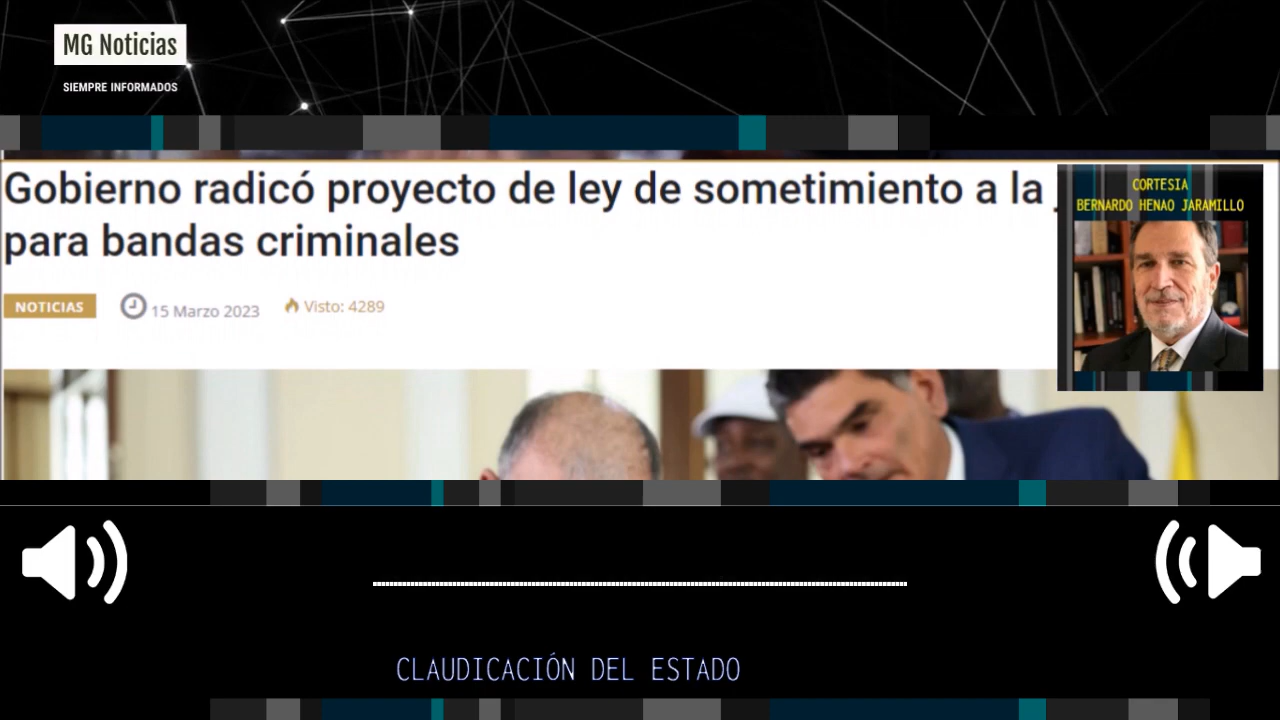 MG Noticias
SIEMPRE INFORMADOS
Gobierno radicó proyecto de ley de sometimiento a la
para bandas criminales
CORTESIA
BERNARDO HENAO JARAMILLO
NOTICIAS
15 Marzo 2023
Visto: 4289
CLAUDICACIÓN DEL ESTADO